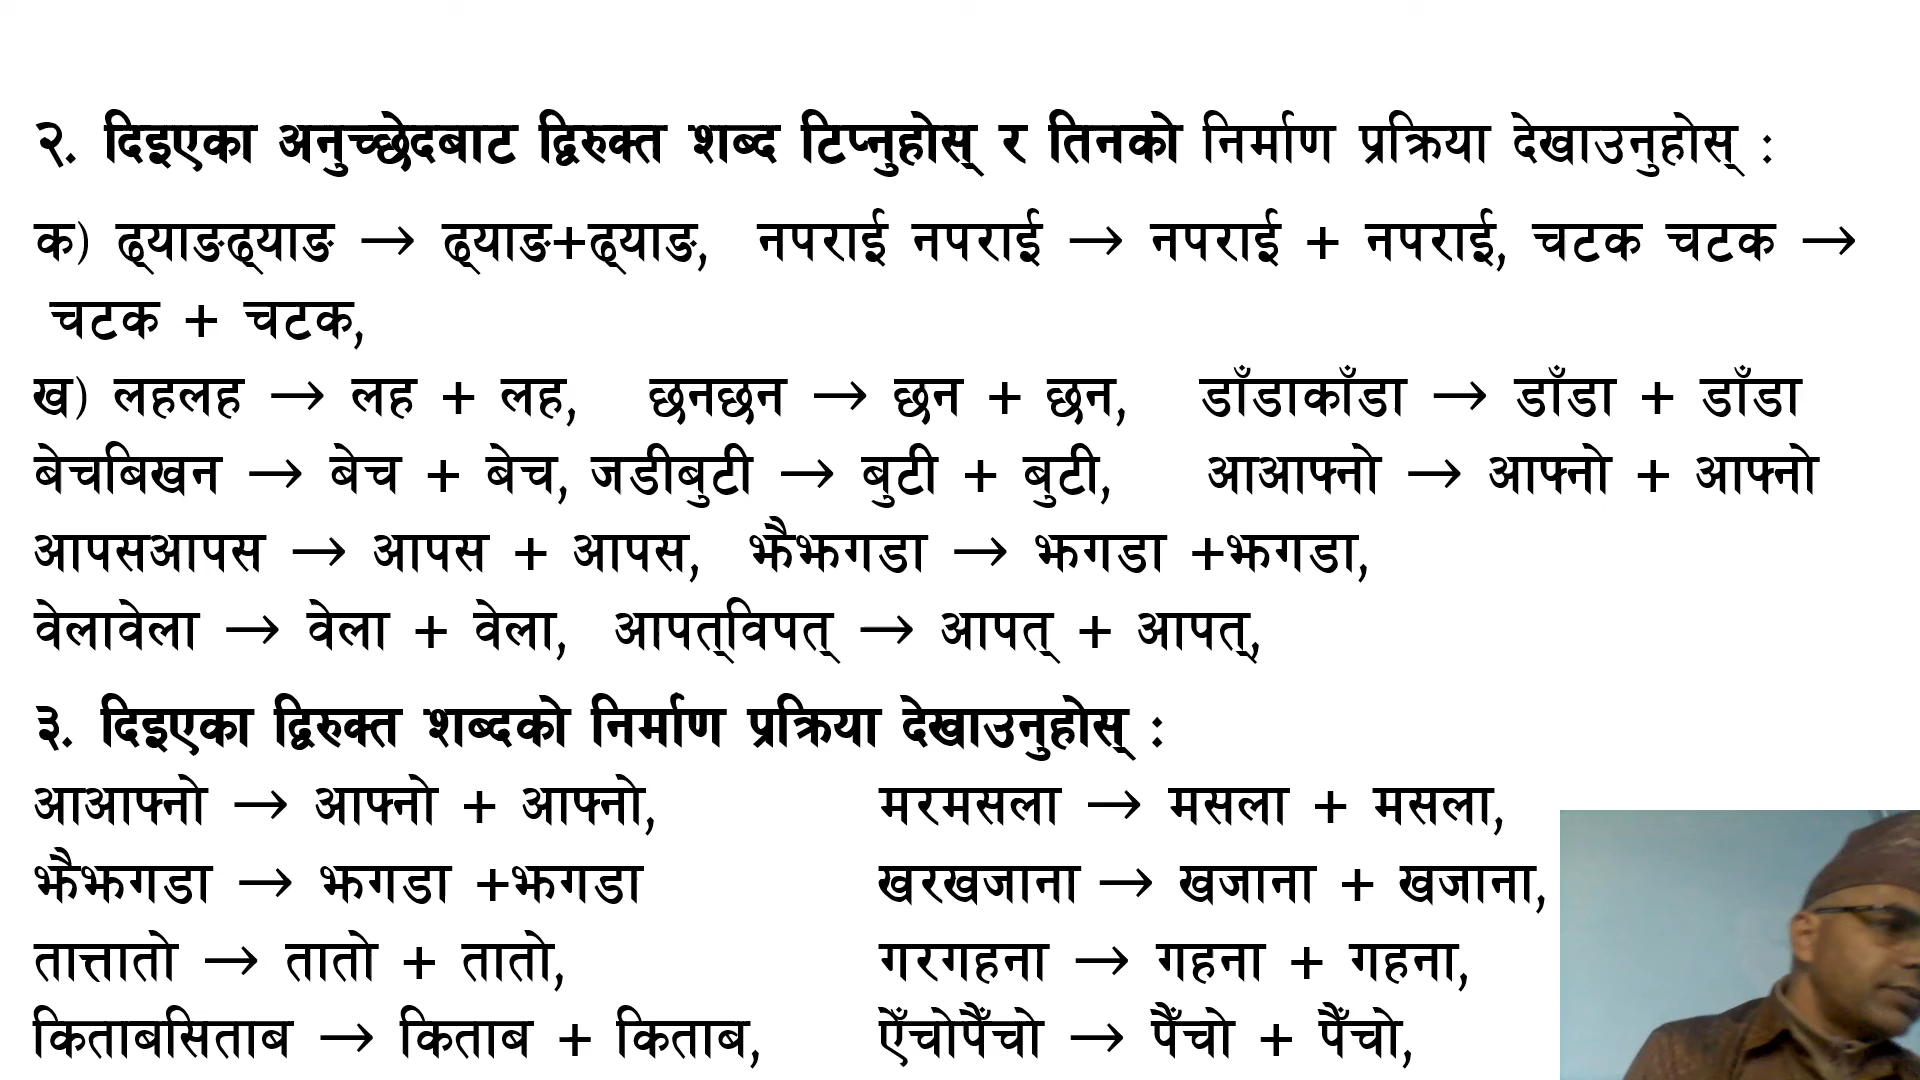 २. दिइएका अनुच्छेदबाट द्विरुक्त शब्द टिप्नुहोस् र तिनको निर्माण प्रक्रिया देखाउनुहोस् :
क) ढ्याङढ्याङ → ढ्याङ+ढ्याङ, नपराई नपराई → नपराई + नपराई, चटक चटक →
चटक + चटक,
ख) लहलह → लह + लह, छनछन → छन + छन, डाँडाकाँडा → डाँडा + डाँडा
बेचबिखन → बेच + बेच, जडीबुटी → बुटी + बुटी, आआफ्नो → आफ्नो + आफ्नो
आपसआपस → आपस + आपस, झैझगडा → झगडा +झगडा,
वेलावेला → वेला + वेला, आपत्‌विपत् → आपत् + आपत्,
३. दिइएका द्विरुक्त शब्दको निर्माण प्रक्रिया देखाउनुहोस् :
आआफ्नो → आफ्नो + आफ्नो, मरमसला → मसला + मसला,
झैझगडा → झगडा +झगडा खरखजाना → खजाना + खजाना,
तात्तातो → तातो + तातो, गरगहना → गहना + गहना,
किताबसिताब → किताब + किताब, ऐँचोपैँचो → पैँचो + पैँचो,